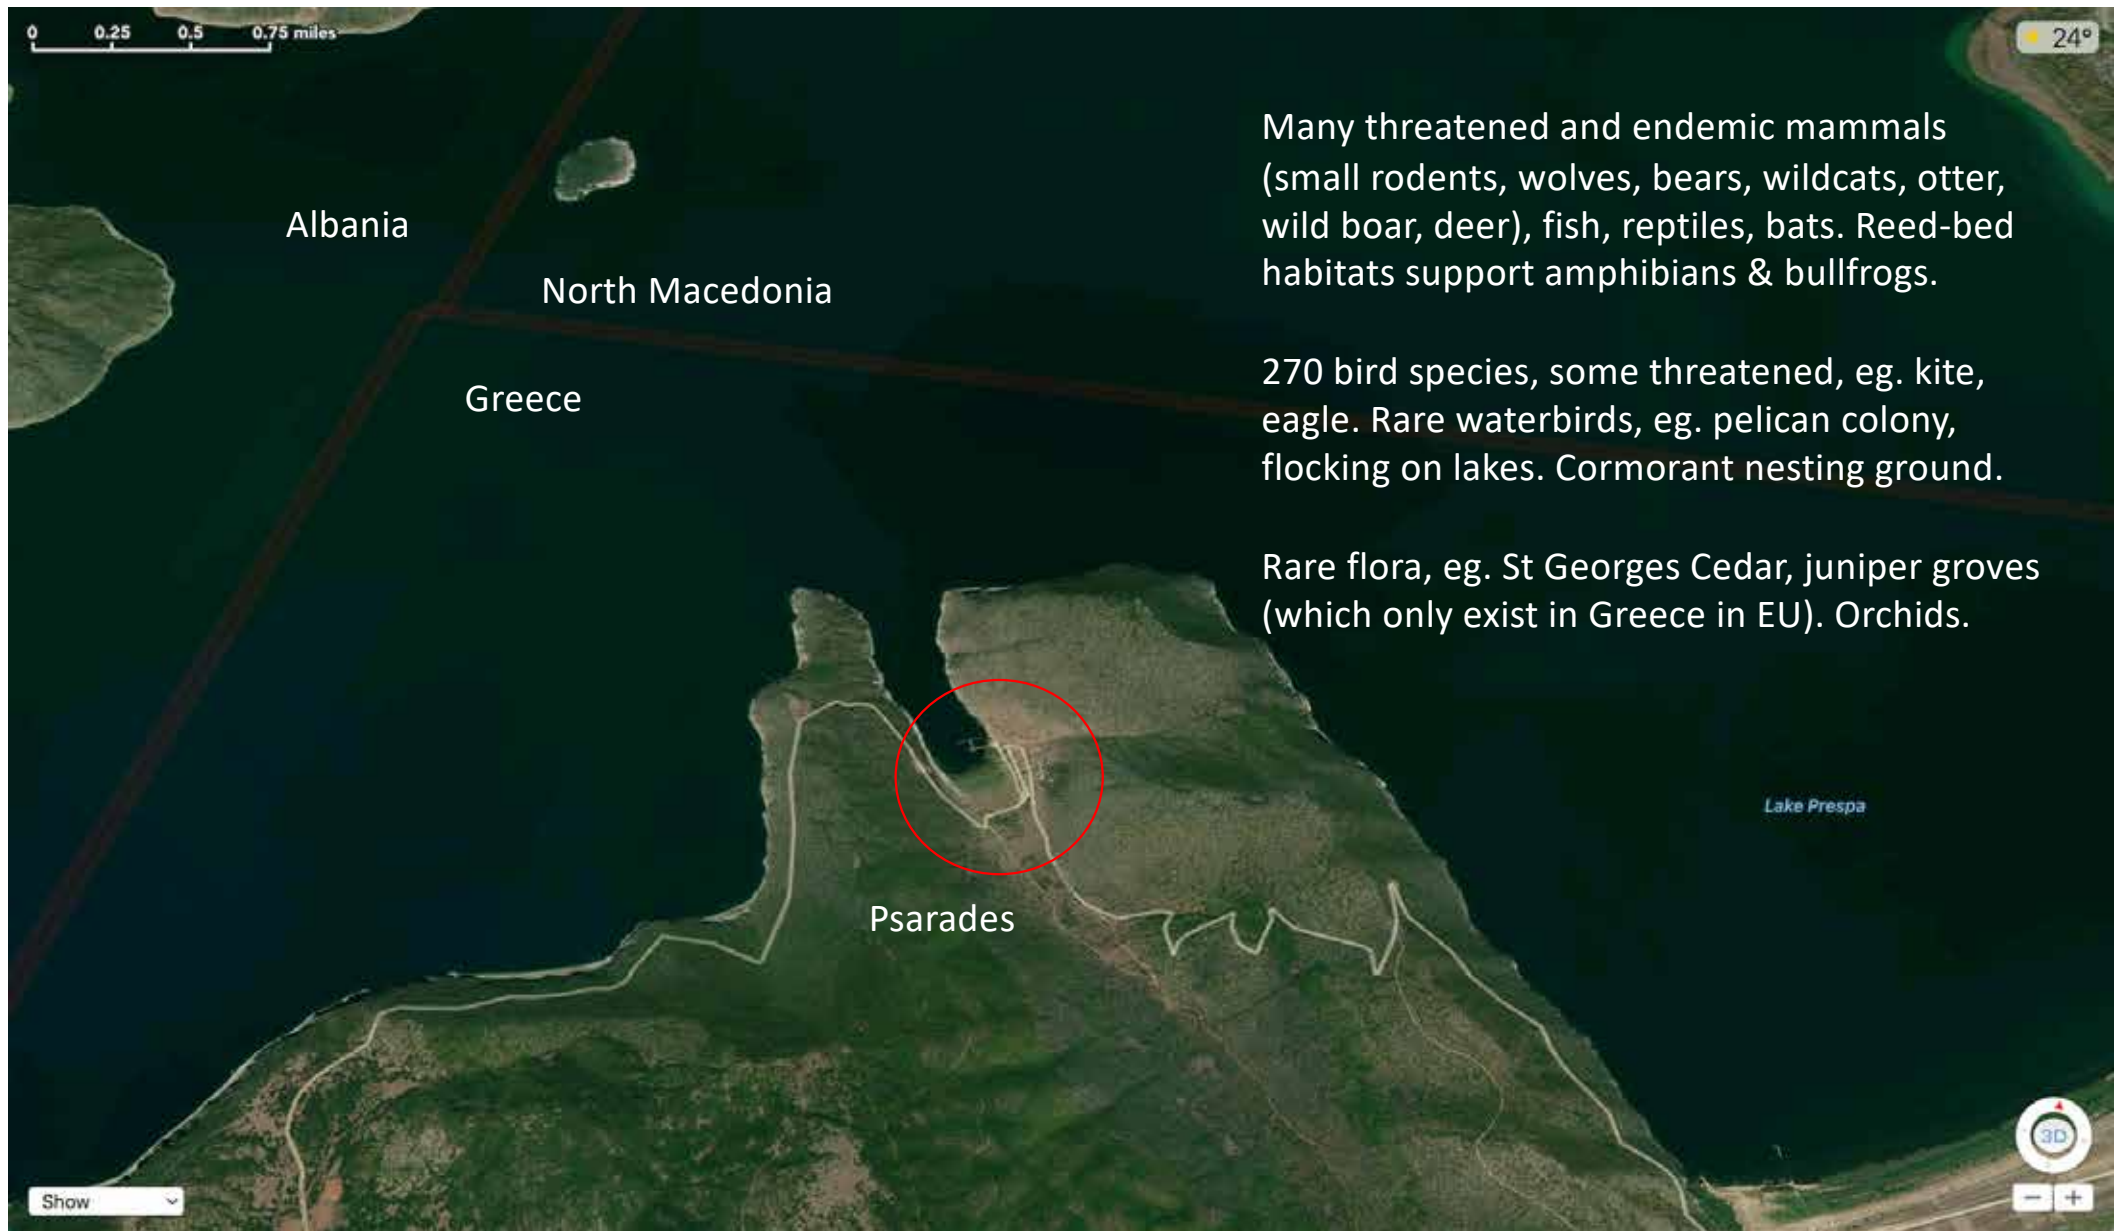 0 0.25 0.5 0.75 miles
24°
Many threatened and endemic mammals
(small rodents, wolves, bears, wildcats, otter,
wild boar, deer), fish, reptiles, bats. Reed-bed
habitats support amphibians & bullfrogs.
Albania
North Macedonia
270 bird species, some threatened, eg. kite,
eagle. Rare waterbirds, eg. pelican colony,
flocking on lakes. Cormorant nesting ground.
Greece
Rare flora, eg. St Georges Cedar, juniper groves
(which only exist in Greece in EU). Orchids.
Lake Prespa
Psarades
3D
Show
− +